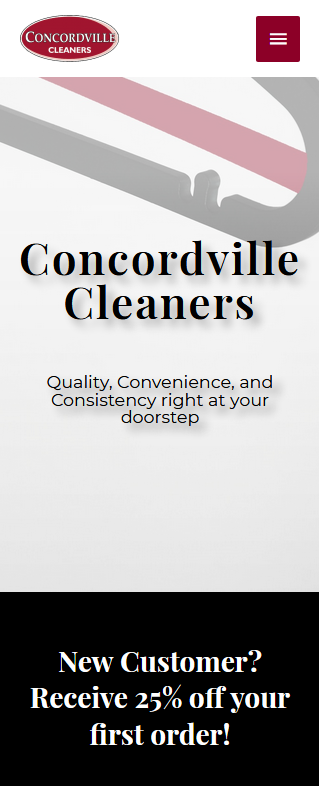 CONCORDVILLE
CLEANERS
Concordville
Cleaners
Quality, Convenience, and
Consistency right at your
doorstep
New Customer?
Receive 25% off your
first order!